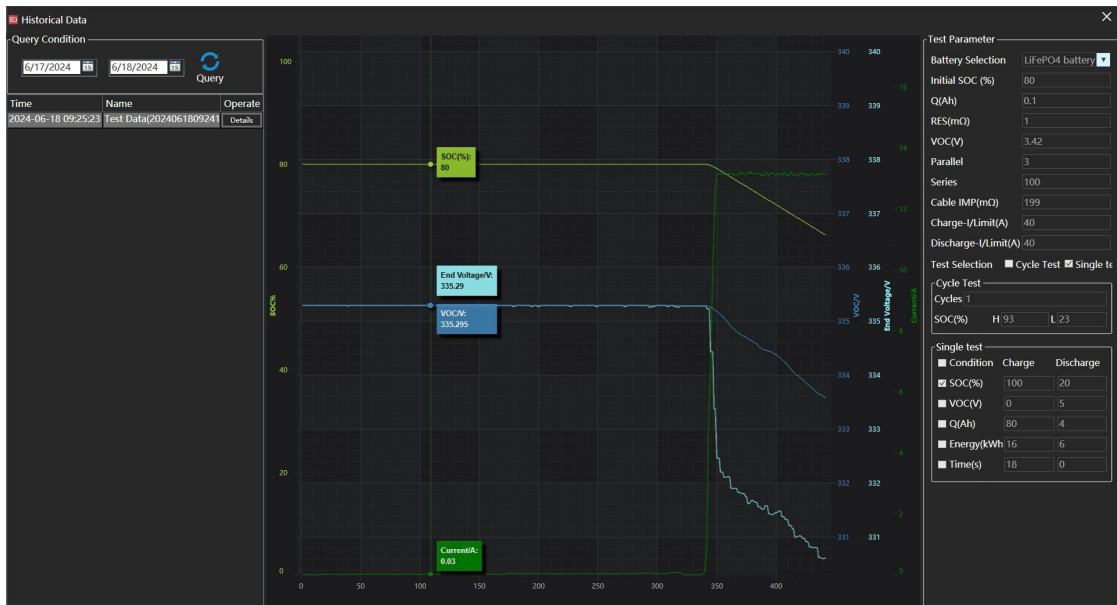 Historical Data
Query Condition
6/17/2024 15 6/18/2024 15 Query
Time Name Operate
2024-06-18 09:25:23 Test Data(2024061809241 Details
100
80
60
40
20
0
SOC%
SOC(%):
80
End Voltage/V:
335.29
VOC/V:
335.295
Current/A:
0.03
0 50 100 150 200 250 300 350 400
340
339
338
337
336
335
334
333
332
331
VOC/V
340
339
338
337
336
335
334
333
332
331
End Voltage/V
16
14
12
10
8
6
4
2
0
Current/A
Test Parameter
Battery Selection LiFePO4 battery
Initial SOC (%) 80
Q(Ah) 0.1
RES(mΩ) 1
VOC(V) 3.42
Parallel 3
Series 100
Cable IMP(mΩ) 199
Charge-I/Limit(A) 40
Discharge-I/Limit(A) 40
Test Selection Cycle Test Single te
Cycle Test
Cycles 1
SOC(%) H 93 L 23
Single test
Condition Charge Discharge
SOC(%) 100 20
VOC(V) 0 5
Q(Ah) 80 4
Energy(kWh 16 6
Time(s) 18 0